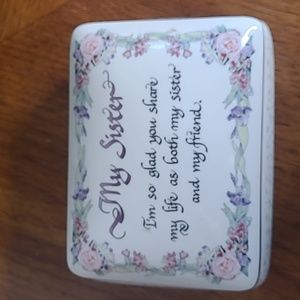 My Sister
I'm so glad you share
my life as both my sister
and my friend.